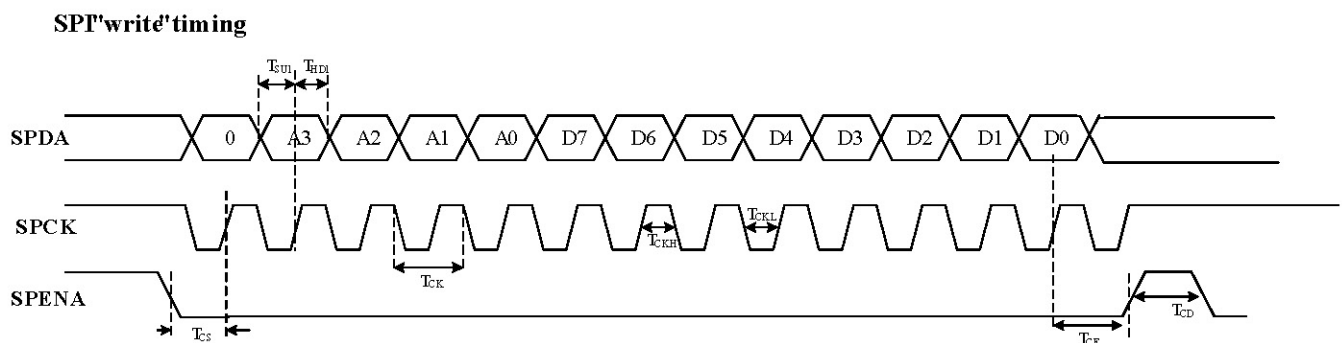 SPI"write"timing
TSU1 THD1
SPDA 0 A3 A2 A1 A0 D7 D6 D5 D4 D3 D2 D1 D0
SPCK TCK TCKH TCKL
SPENA TCS TCE TCD